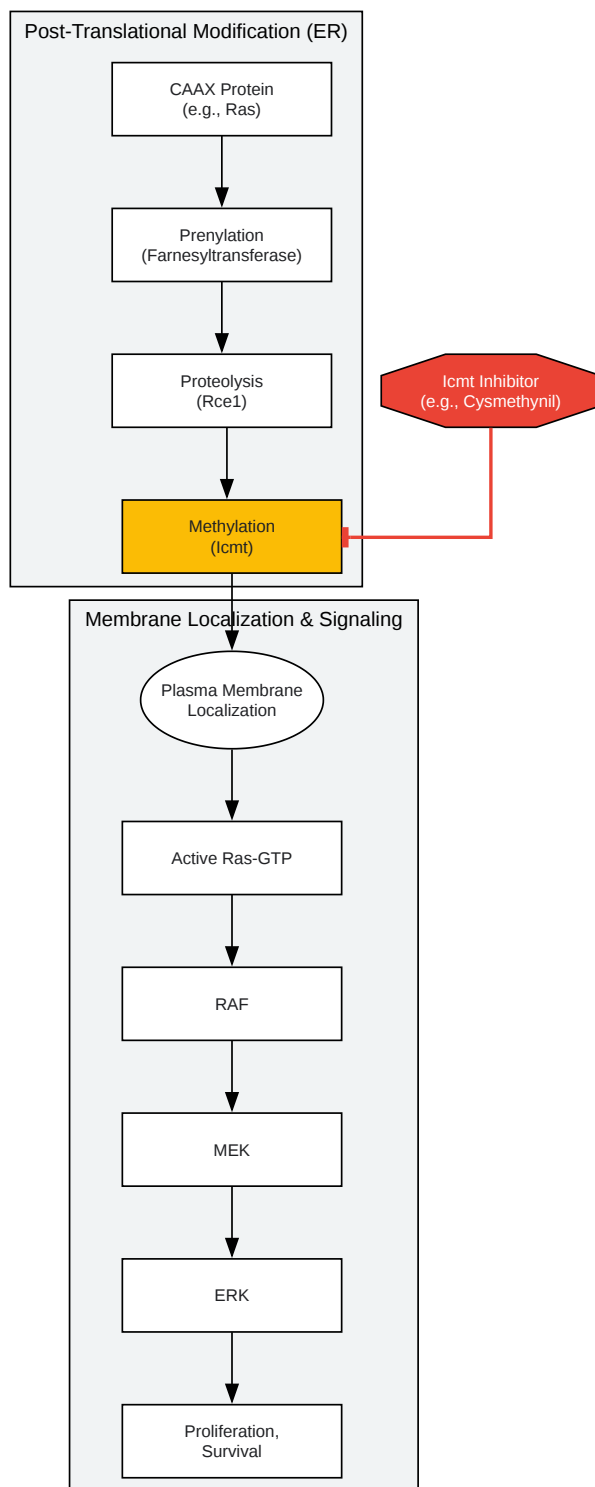 Post-Translational Modification (ER)
CAAX Protein
(e.g., Ras)
Prenylation
(Farnesyltransferase)
Proteolysis
(Rce1)
Icmt Inhibitor
(e.g., Cysmethynil)
Methylation
(Icmt)
Membrane Localization & Signaling
Plasma Membrane
Localization
Active Ras-GTP
RAF
MEK
ERK
Proliferation,
Survival